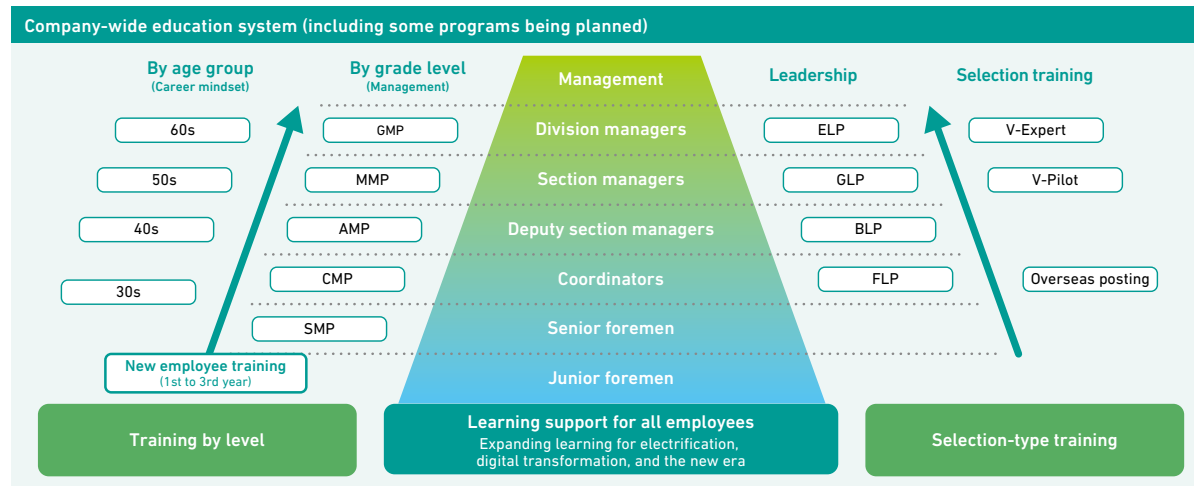 Company-wide education system (including some programs being planned)
By age group
(Career mindset)
By grade level
(Management)
Management
Leadership
Selection training
60s
GMP
Division managers
ELP
V-Expert
50s
MMP
Section managers
GLP
V-Pilot
40s
AMP
Deputy section managers
BLP
30s
CMP
Coordinators
FLP
Overseas posting
SMP
Senior foremen
New employee training
(1st to 3rd year)
Junior foremen
Training by level
Learning support for all employees
Expanding learning for electrification,
digital transformation, and the new era
Selection-type training